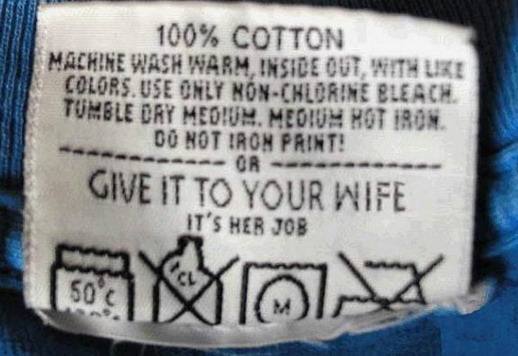 100% COTTON
MACHINE WASH WARM, INSIDE OUT, WITH LIKE
COLORS. USE ONLY NON-CHLORINE BLEACH.
TUMBLE DRY MEDIUM. MEDIUM HOT IRON.
DO NOT IRON PRINT!
OR
GIVE IT TO YOUR WIFE
IT'S HER JOB
50°C CL M